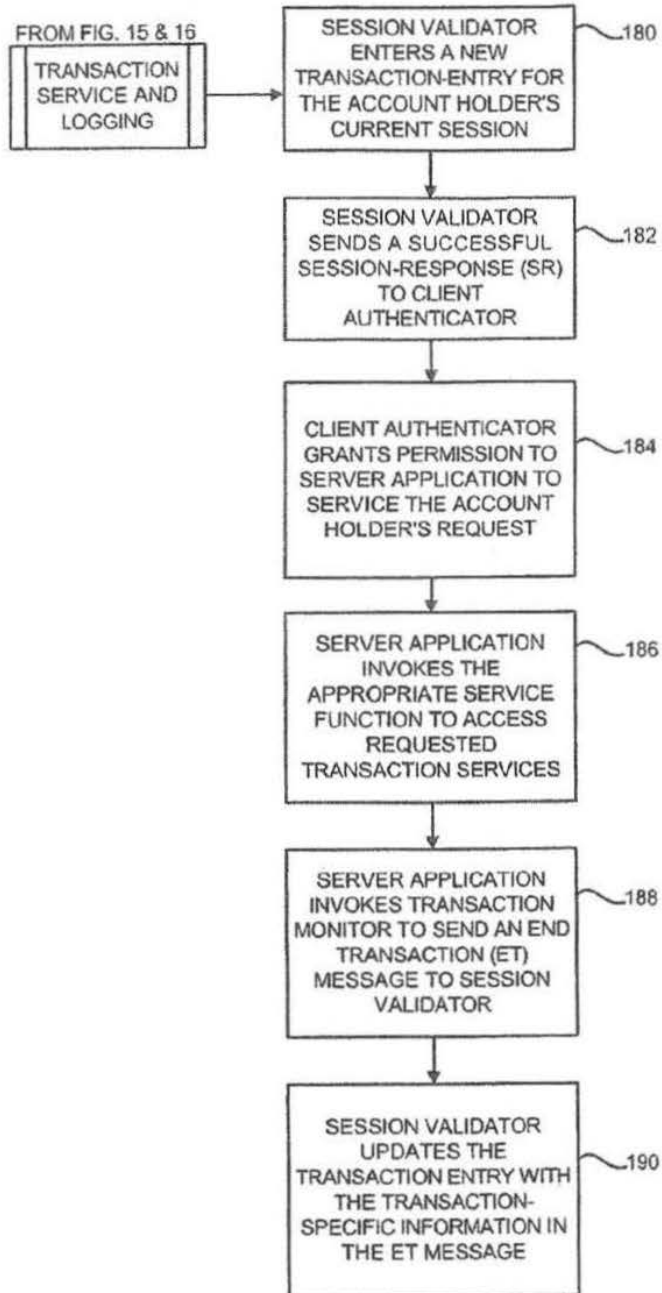 FROM FIG. 15 & 16
TRANSACTION
SERVICE AND
LOGGING
SESSION VALIDATOR
ENTERS A NEW
TRANSACTION-ENTRY FOR
THE ACCOUNT HOLDER'S
CURRENT SESSION
180
SESSION VALIDATOR
SENDS A SUCCESSFUL
SESSION-RESPONSE (SR)
TO CLIENT
AUTHENTICATOR
182
CLIENT AUTHENTICATOR
GRANTS PERMISSION TO
SERVER APPLICATION TO
SERVICE THE ACCOUNT
HOLDER'S REQUEST
184
SERVER APPLICATION
INVOKES THE
APPROPRIATE SERVICE
FUNCTION TO ACCESS
REQUESTED
TRANSACTION SERVICES
186
SERVER APPLICATION
INVOKES TRANSACTION
MONITOR TO SEND AN END
TRANSACTION (ET)
MESSAGE TO SESSION
VALIDATOR
188
SESSION VALIDATOR
UPDATES THE
TRANSACTION ENTRY WITH
THE TRANSACTION-
SPECIFIC INFORMATION IN
THE ET MESSAGE
190